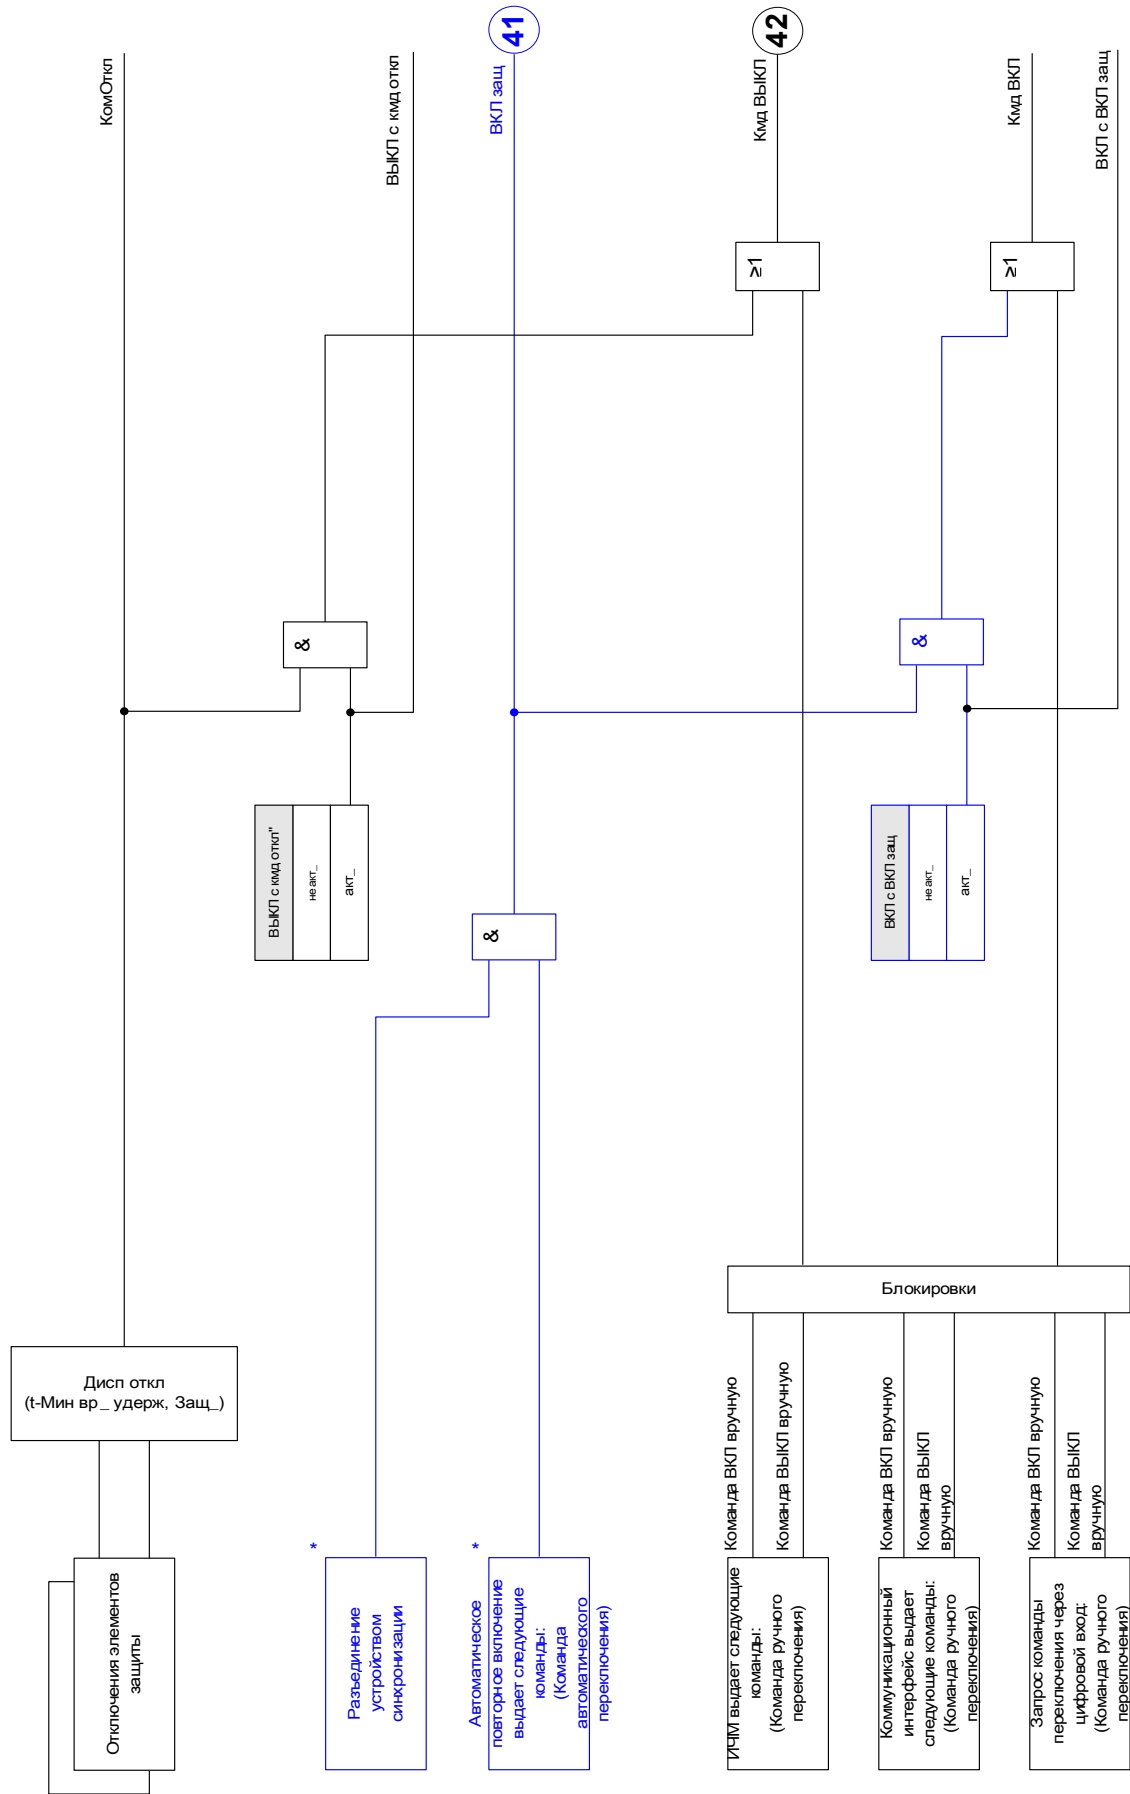 Отключения элементов
защиты
Дисп откл
(t-Мин вр_ удерж, Защ_)
КомОткл
ВЫКЛ с кмд откл"
неакт_
акт_
&
ВЫКЛ с кмд откл
*
Разъединение
устройством
синхронизации
*
Автоматическое
повторное включение
выдает следующие
команды:
(Команда
автоматического
переключения)
&
ВКЛ защ
41
ИЧМ выдает следующие
команды:
(Команда ручного
переключения)
Команда ВКЛ вручную
Команда ВЫКЛ вручную
Коммуникационный
интерфейс выдает
следующие команды:
(Команда ручного
переключения)
Команда ВКЛ вручную
Команда ВЫКЛ
вручную
Запрос команды
переключения через
цифровой вход:
(Команда ручного
переключения)
Команда ВКЛ вручную
Команда ВЫКЛ
вручную
Блокировки
≥1
Кмд ВЫКЛ
42
ВКЛ с ВКЛ защ
неакт_
акт_
&
≥1
Кмд ВКЛ
ВКЛ с ВКЛ защ